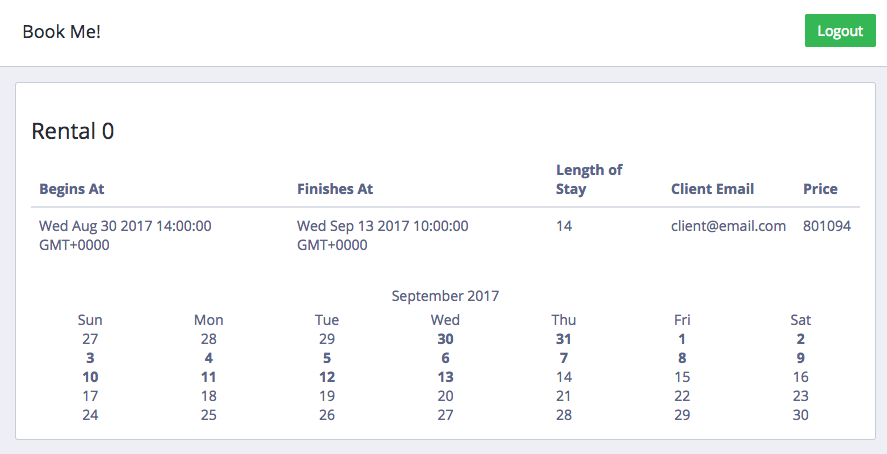 Book Me!
Logout
Rental 0
Begins At Finishes At Length of Stay Client Email Price
Wed Aug 30 2017 14:00:00 GMT+0000 Wed Sep 13 2017 10:00:00 GMT+0000 14 client@email.com 801094
September 2017
Sun Mon Tue Wed Thu Fri Sat
27 28 29 30 31 1 2
3 4 5 6 7 8 9
10 11 12 13 14 15 16
17 18 19 20 21 22 23
24 25 26 27 28 29 30